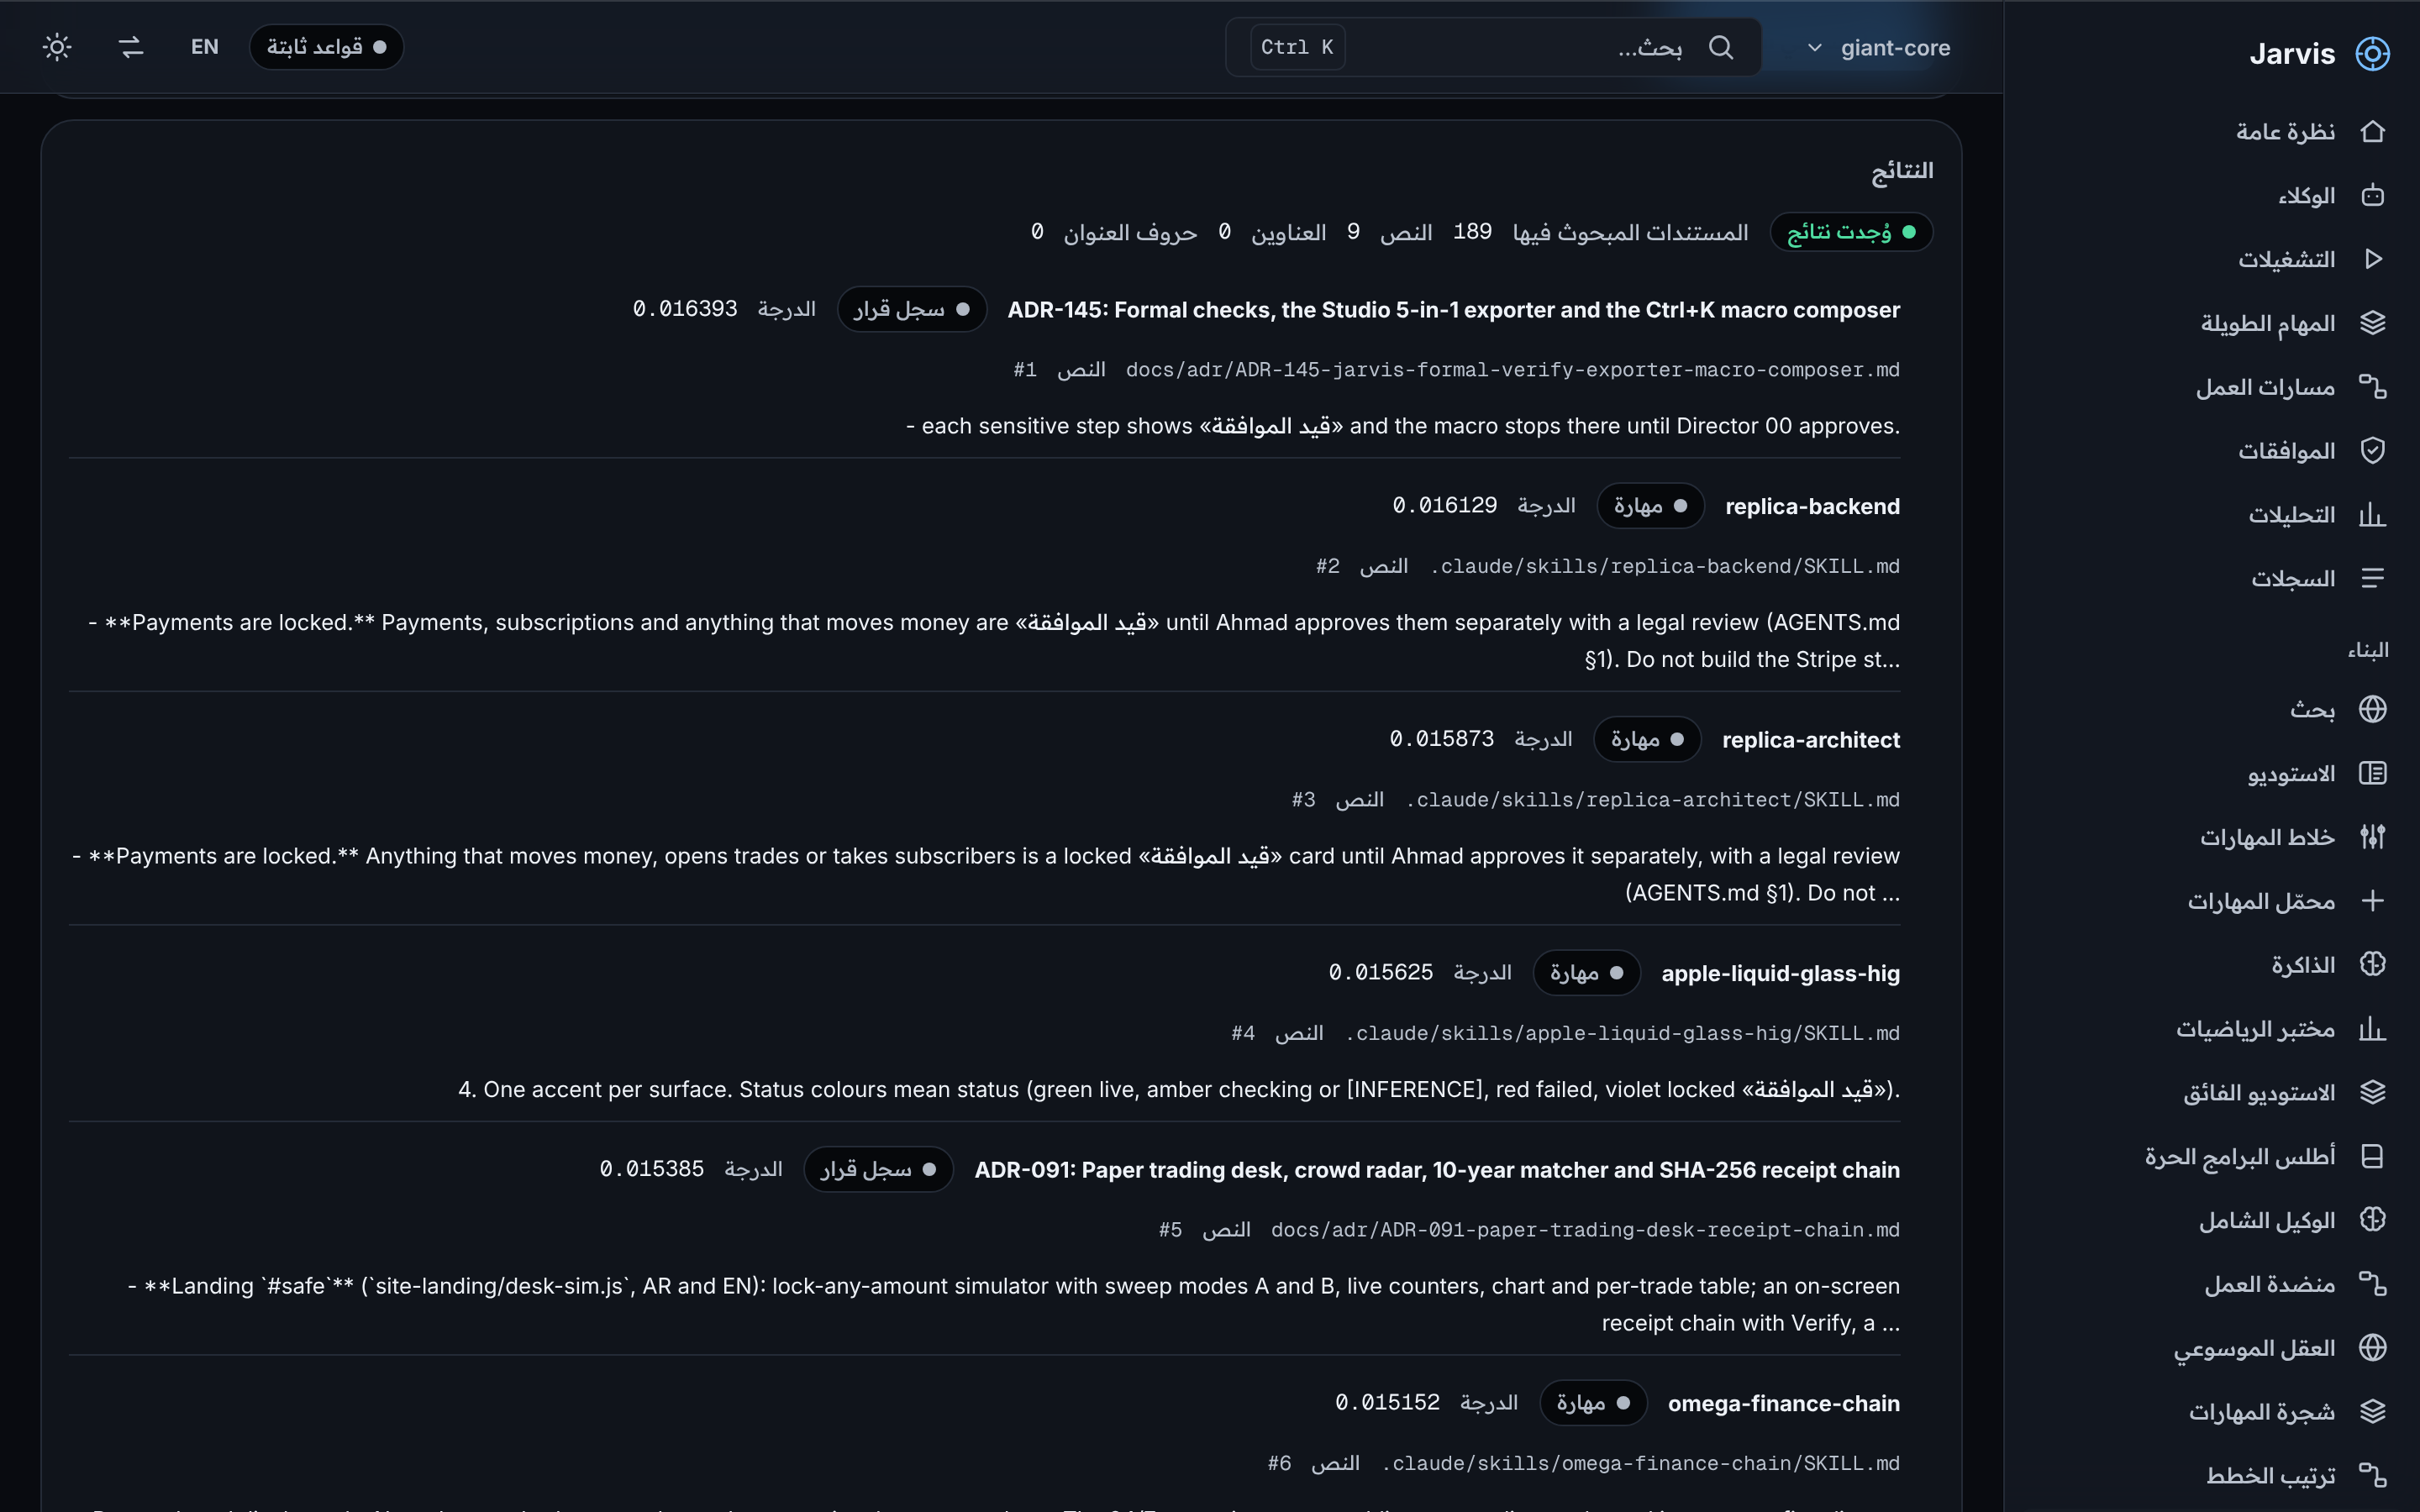 Jarvis
نظرة عامة
الوكلاء
التشغيلات
المهام الطويلة
مسارات العمل
الموافقات
التحليلات
السجلات
البناء
بحث
الاستوديو
خلاط المهارات
محمّل المهارات
الذاكرة
مختبر الرياضيات
الاستوديو الفائق
أطلس البرامج الحرة
الوكيل الشامل
منضدة العمل
العقل الموسوعي
شجرة المهارات
ترتيب الخطط
giant-core
بحث... Ctrl K
قواعد ثابتة
EN
النتائج
وُجدت نتائج المستندات المبحوث فيها 189 النص 9 العناوين 0 حروف العنوان 0
ADR-145: Formal checks, the Studio 5-in-1 exporter and the Ctrl+K macro composer سجل قرار الدرجة 0.016393
docs/adr/ADR-145-jarvis-formal-verify-exporter-macro-composer.md النص #1
- each sensitive step shows «قيد الموافقة» and the macro stops there until Director 00 approves.
replica-backend مهارة الدرجة 0.016129
.claude/skills/replica-backend/SKILL.md النص #2
- **Payments are locked.** Payments, subscriptions and anything that moves money are «قيد الموافقة» until Ahmad approves them separately with a legal review (AGENTS.md
§1). Do not build the Stripe st...
replica-architect مهارة الدرجة 0.015873
.claude/skills/replica-architect/SKILL.md النص #3
- **Payments are locked.** Anything that moves money, opens trades or takes subscribers is a locked «قيد الموافقة» card until Ahmad approves it separately, with a legal review
(AGENTS.md §1). Do not ...
apple-liquid-glass-hig مهارة الدرجة 0.015625
.claude/skills/apple-liquid-glass-hig/SKILL.md النص #4
4. One accent per surface. Status colours mean status (green live, amber checking or [INFERENCE], red failed, violet locked «قيد الموافقة»).
ADR-091: Paper trading desk, crowd radar, 10-year matcher and SHA-256 receipt chain سجل قرار الدرجة 0.015385
docs/adr/ADR-091-paper-trading-desk-receipt-chain.md النص #5
- **Landing `#safe`** (`site-landing/desk-sim.js`, AR and EN): lock-any-amount simulator with sweep modes A and B, live counters, chart and per-trade table; an on-screen
receipt chain with Verify, a ...
omega-finance-chain مهارة الدرجة 0.015152
.claude/skills/omega-finance-chain/SKILL.md النص #6